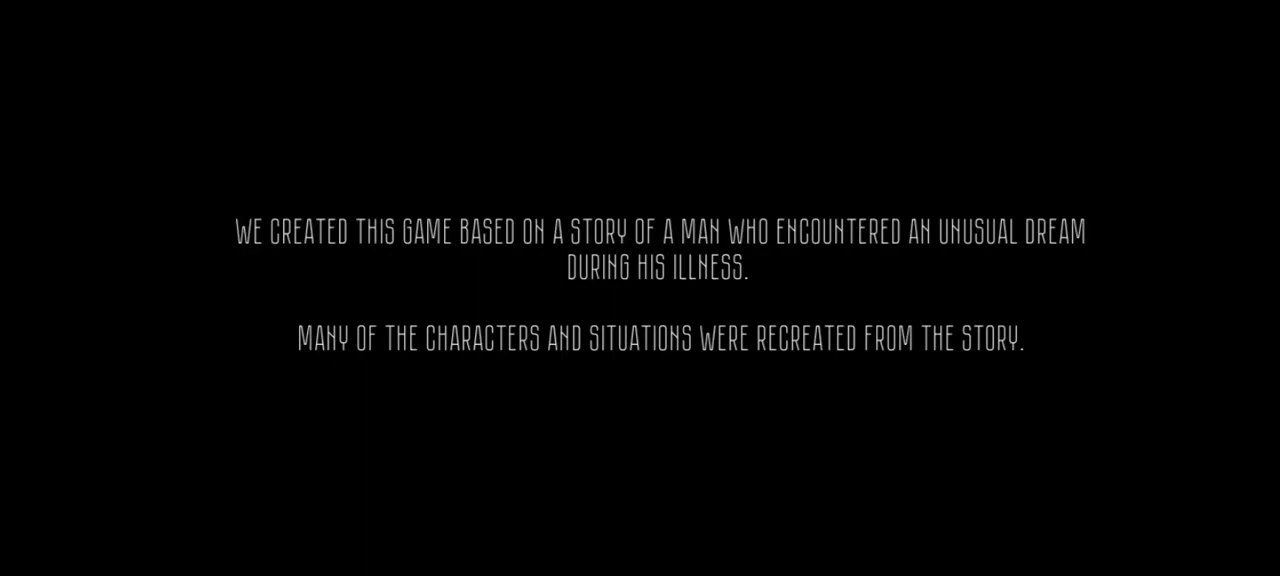 WE CREATED THIS GAME BASED ON A STORY OF A MAN WHO ENCOUNTERED AN UNUSUAL DREAM
DURING HIS ILLNESS.
MANY OF THE CHARACTERS AND SITUATIONS WERE RECREATED FROM THE STORY.